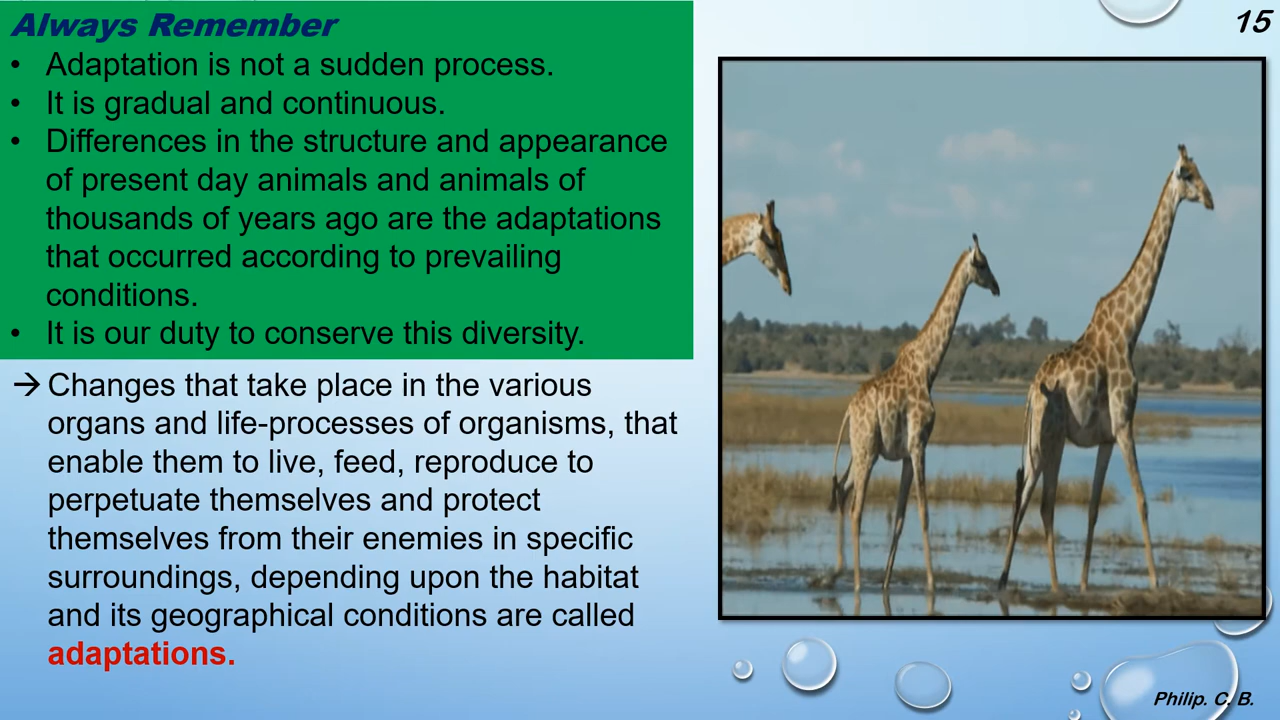 Always Remember
• Adaptation is not a sudden process.
• It is gradual and continuous.
• Differences in the structure and appearance
of present day animals and animals of
thousands of years ago are the adaptations
that occurred according to prevailing
conditions.
• It is our duty to conserve this diversity.
→ Changes that take place in the various
organs and life-processes of organisms, that
enable them to live, feed, reproduce to
perpetuate themselves and protect
themselves from their enemies in specific
surroundings, depending upon the habitat
and its geographical conditions are called
adaptations.
15
Philip. C. B.